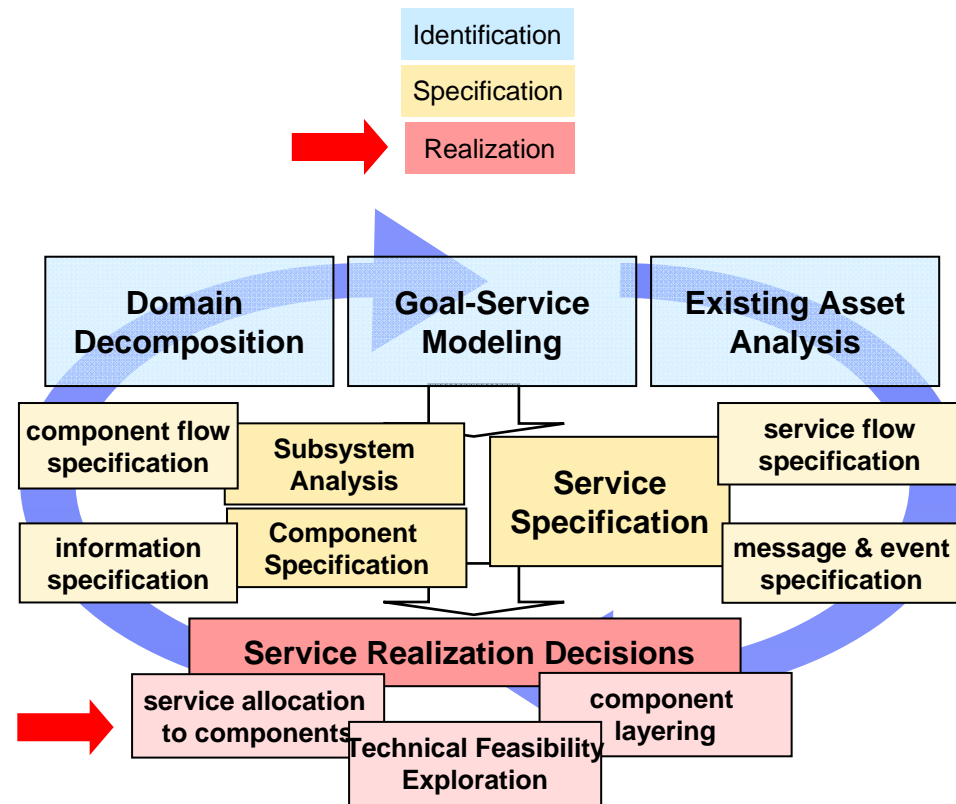 Identification
Specification
Realization
Domain
Decomposition
Goal-Service
Modeling
Existing Asset
Analysis
component flow
specification
Subsystem
Analysis
Service
Specification
service flow
specification
information
specification
Component
Specification
message & event
specification
Service Realization Decisions
service allocation
to components
Technical Feasibility
Exploration
component
layering